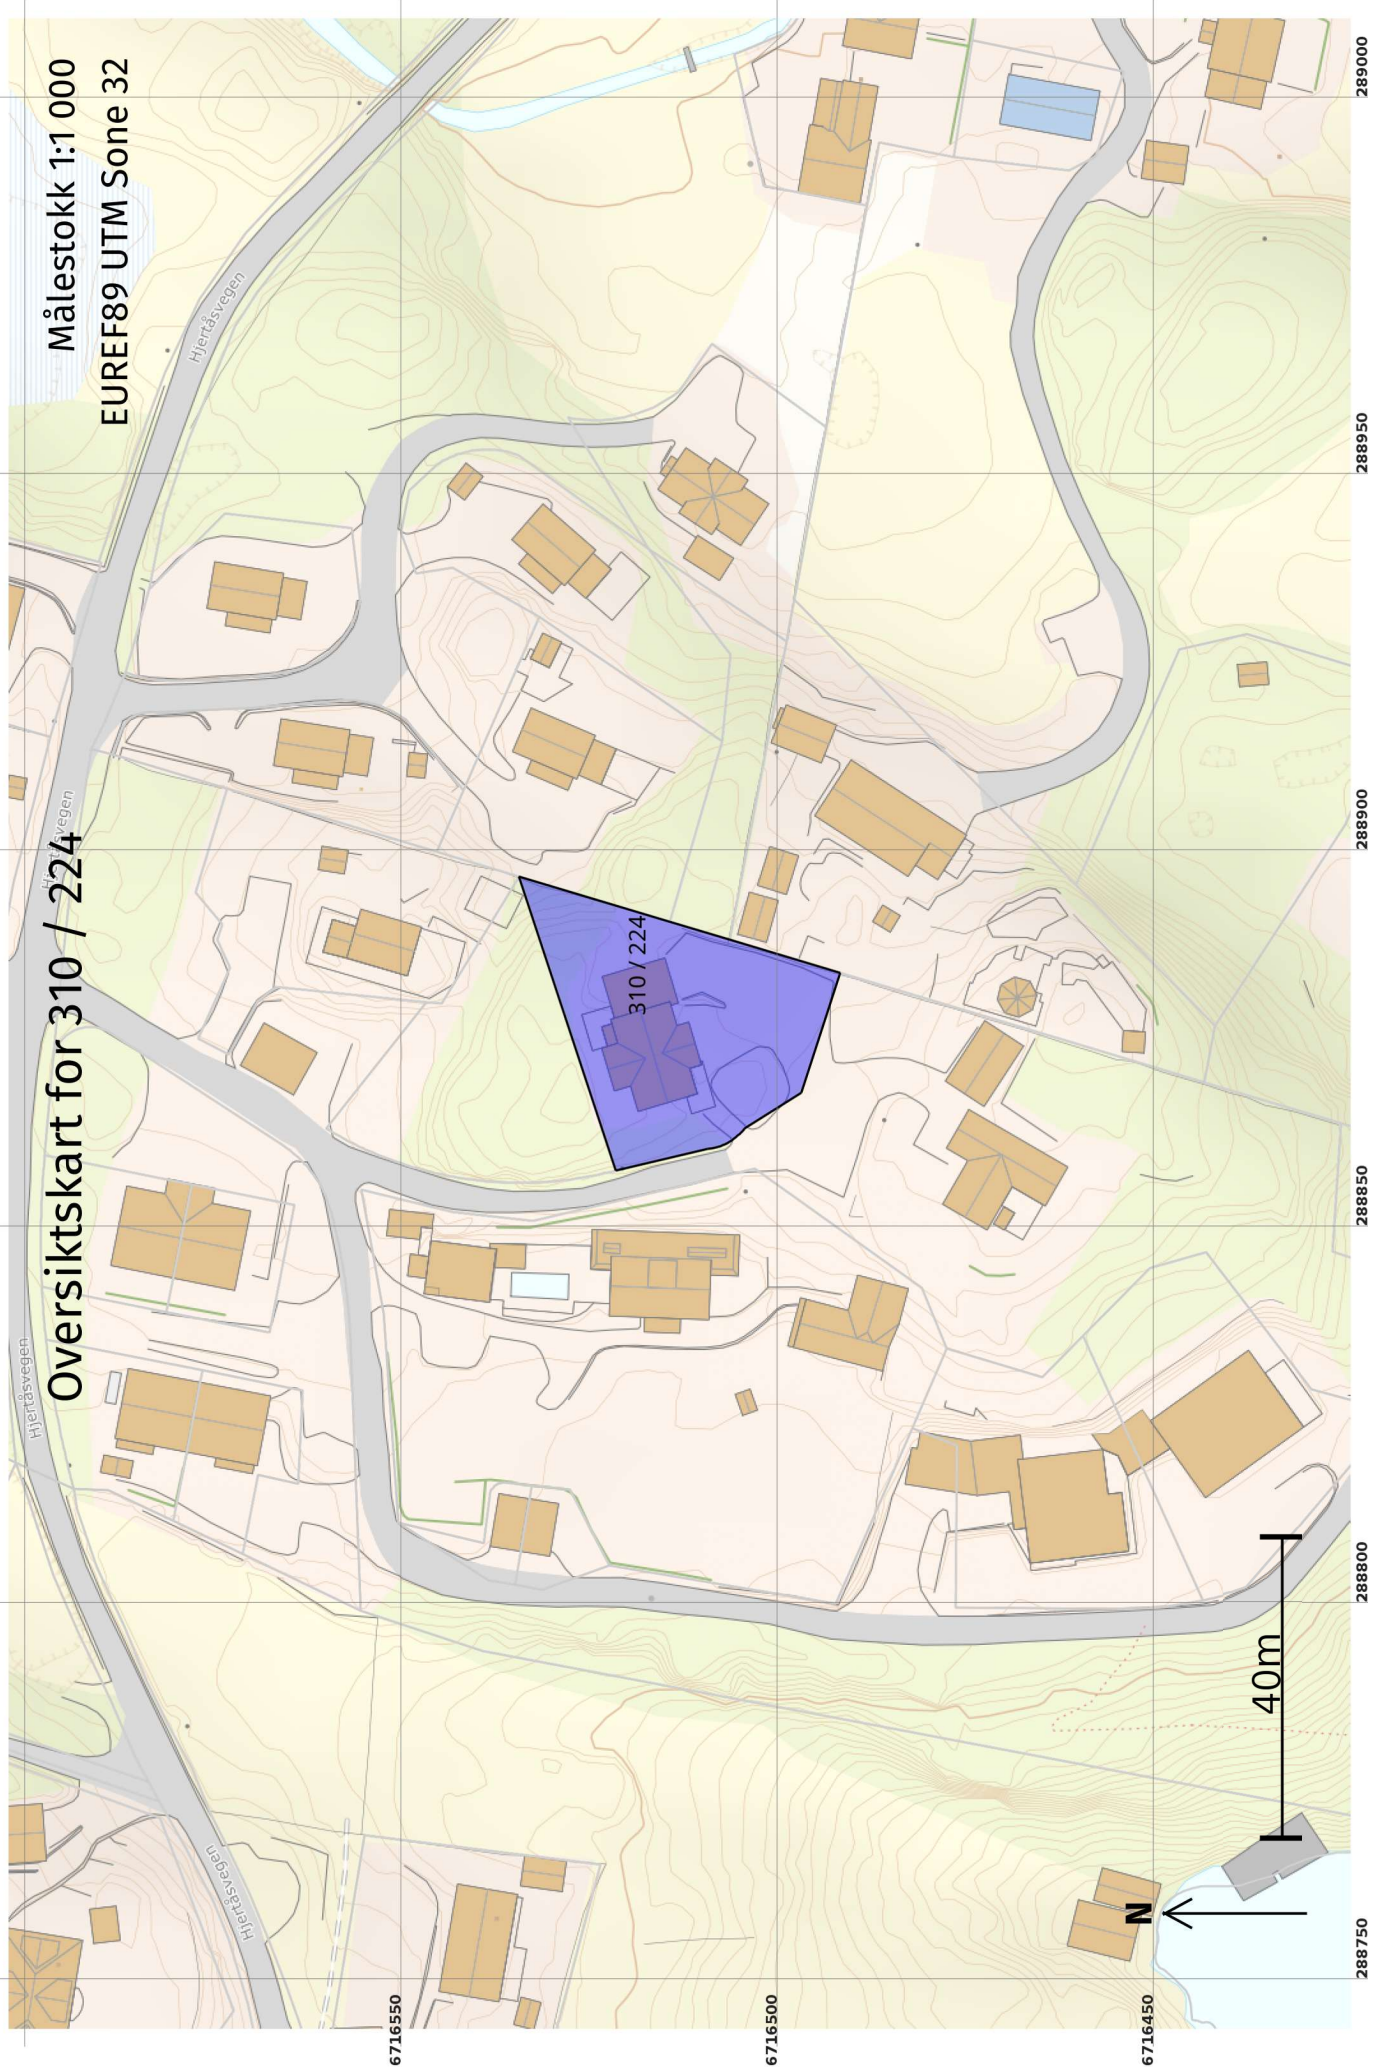 Oversiktskart for 310 / 224
Målestokk 1:1 000
EUREF89 UTM Sone 32
Hjertåsvegen
Hjertåsvegen
Hjertåsvegen
Hjertåsvegen
310 / 224
6716550
6716500
6716450
N
40m
288750
288800
288850
288900
288950
289000